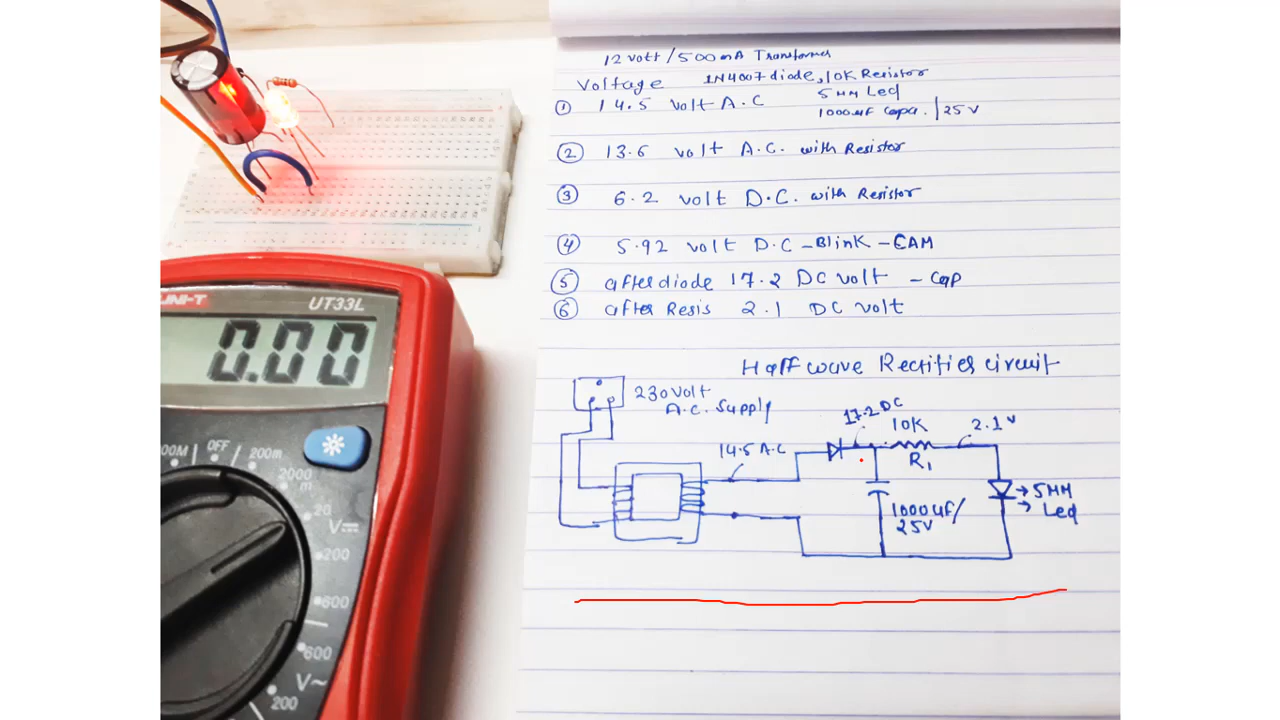 12 Volt/500mA Transformer
Voltage 1N4007 diode, 10K Resistor
① 14.5 Volt A.C 5MM Led
1000uF Capa. /25V
② 13.6 Volt A.C. with Resistor
③ 6.2 Volt D.C. with Resistor
④ 5.92 Volt D.C - Blink - CAM
⑤ after diode 17.2 DC Volt - Cap
⑥ after Resis 2.1 DC Volt
Half wave Rectifier circuit
230 Volt
A.C. Supply
14.5 A.C
17.2 DC
10K
R1
2.1 V
1000uf/
25V
5MM
Led
UNI-T
UT33L
0.00
OFF
200m
2000
m
20
V
200
600
600
V~
200